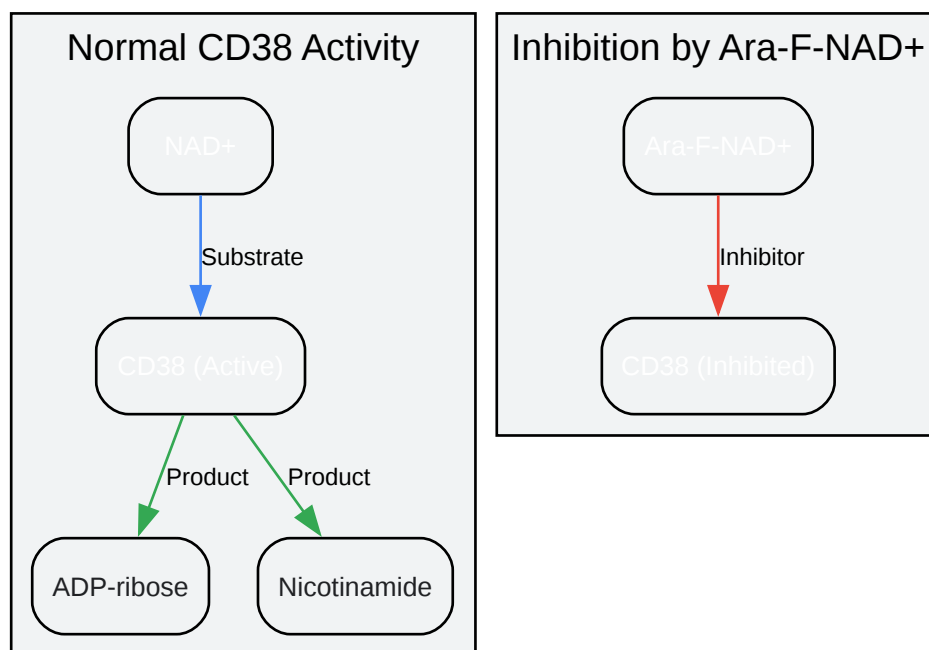 Normal CD38 Activity
NAD+
Substrate
CD38 (Active)
Product
Product
ADP-ribose
Nicotinamide
Inhibition by Ara-F-NAD+
Ara-F-NAD+
Inhibitor
CD38 (Inhibited)